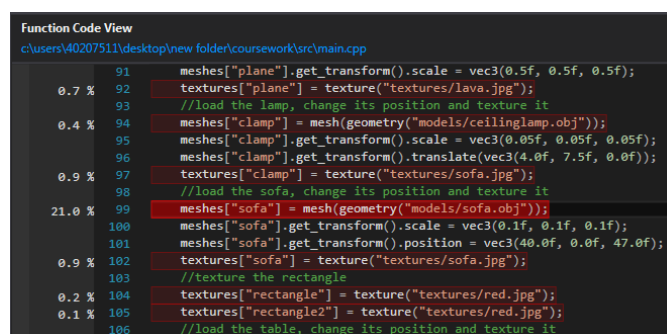 Function Code View
c:\users\40207511\desktop\new folder\coursework\src\main.cpp
91 meshes["plane"].get_transform().scale = vec3(0.5f, 0.5f, 0.5f);
0.7 % 92 textures["plane"] = texture("textures/lava.jpg");
93 //load the lamp, change its position and texture it
0.4 % 94 meshes["clamp"] = mesh(geometry("models/ceilinglamp.obj"));
95 meshes["clamp"].get_transform().scale = vec3(0.05f, 0.05f, 0.05f);
96 meshes["clamp"].get_transform().translate(vec3(4.0f, 7.5f, 0.0f));
0.9 % 97 textures["clamp"] = texture("textures/sofa.jpg");
98 //load the sofa, change its position and texture it
21.0 % 99 meshes["sofa"] = mesh(geometry("models/sofa.obj"));
100 meshes["sofa"].get_transform().scale = vec3(0.1f, 0.1f, 0.1f);
101 meshes["sofa"].get_transform().position = vec3(40.0f, 0.0f, 47.0f);
0.9 % 102 textures["sofa"] = texture("textures/sofa.jpg");
103 //texture the rectangle
0.2 % 104 textures["rectangle"] = texture("textures/red.jpg");
0.1 % 105 textures["rectangle2"] = texture("textures/red.jpg");
106 //load the table, change its position and texture it